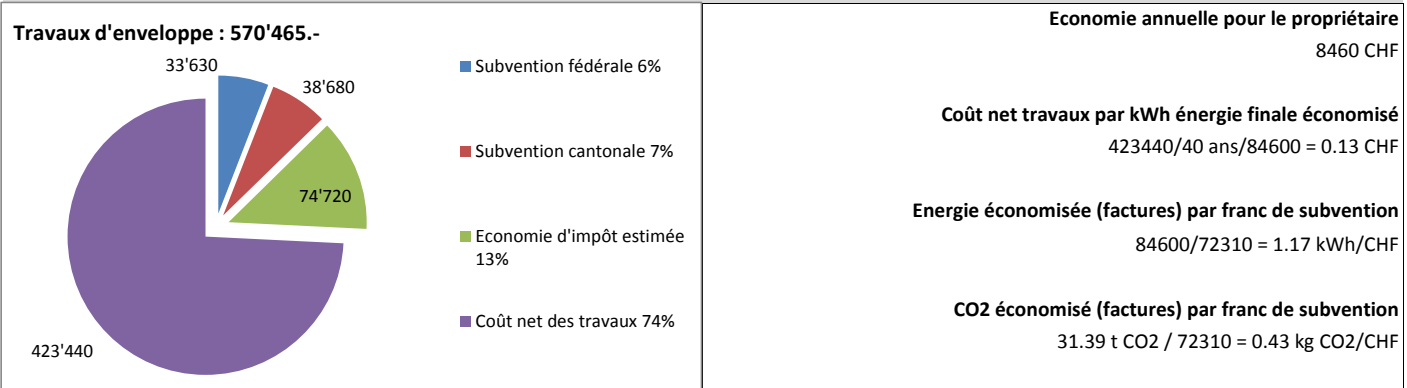 Travaux d'enveloppe : 570'465.-
33'630
38'680
74'720
423'440
Subvention fédérale 6%
Subvention cantonale 7%
Economie d'impôt estimée
13%
Coût net des travaux 74%
Economie annuelle pour le propriétaire
8460 CHF
Coût net travaux par kWh énergie finale économisé
423440/40 ans/84600 = 0.13 CHF
Energie économisée (factures) par franc de subvention
84600/72310 = 1.17 kWh/CHF
CO2 économisé (factures) par franc de subvention
31.39 t CO2 / 72310 = 0.43 kg CO2/CHF